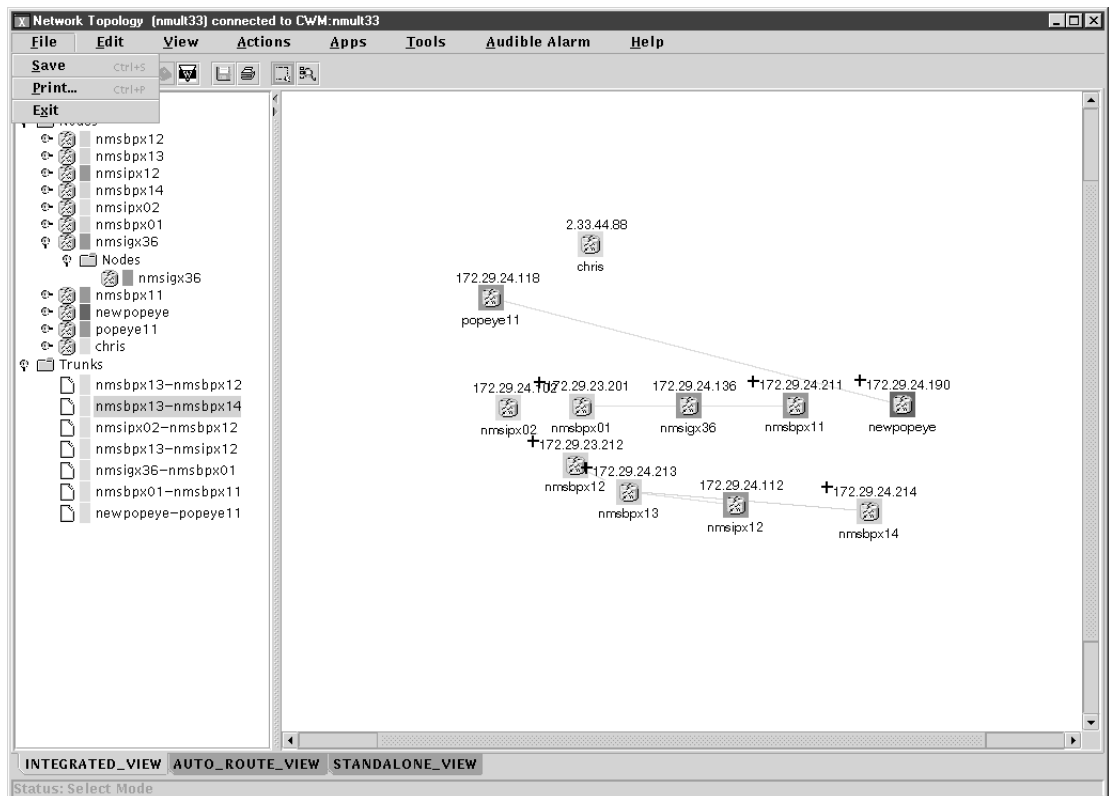 Network Topology (nmult33) connected to CWM:nmult33
File Edit View Actions Apps Tools Audible Alarm Help
Save Ctrl+S
Print... Ctrl+P
Exit
Nodes
nmsbpx12
nmsbpx13
nmsipx12
nmsbpx14
nmsipx02
nmsbpx01
nmsigx36
Nodes
nmsigx36
nmsbpx11
newpopeye
popeye11
chris
Trunks
nmsbpx13-nmsbpx12
nmsbpx13-nmsbpx14
nmsipx02-nmsbpx12
nmsbpx13-nmsipx12
nmsigx36-nmsbpx01
nmsbpx01-nmsbpx11
newpopeye-popeye11
2.33.44.88
chris
172.29.24.118
popeye11
172.29.24.102 172.29.23.201 172.29.24.136 172.29.24.211 172.29.24.190
nmsipx02 nmsbpx01 nmsigx36 nmsbpx11 newpopeye
172.29.23.212
nmsbpx12
172.29.24.213
nmsbpx13
172.29.24.112
nmsipx12
172.29.24.214
nmsbpx14
INTEGRATED_VIEW AUTO_ROUTE_VIEW STANDALONE_VIEW
Status: Select Mode